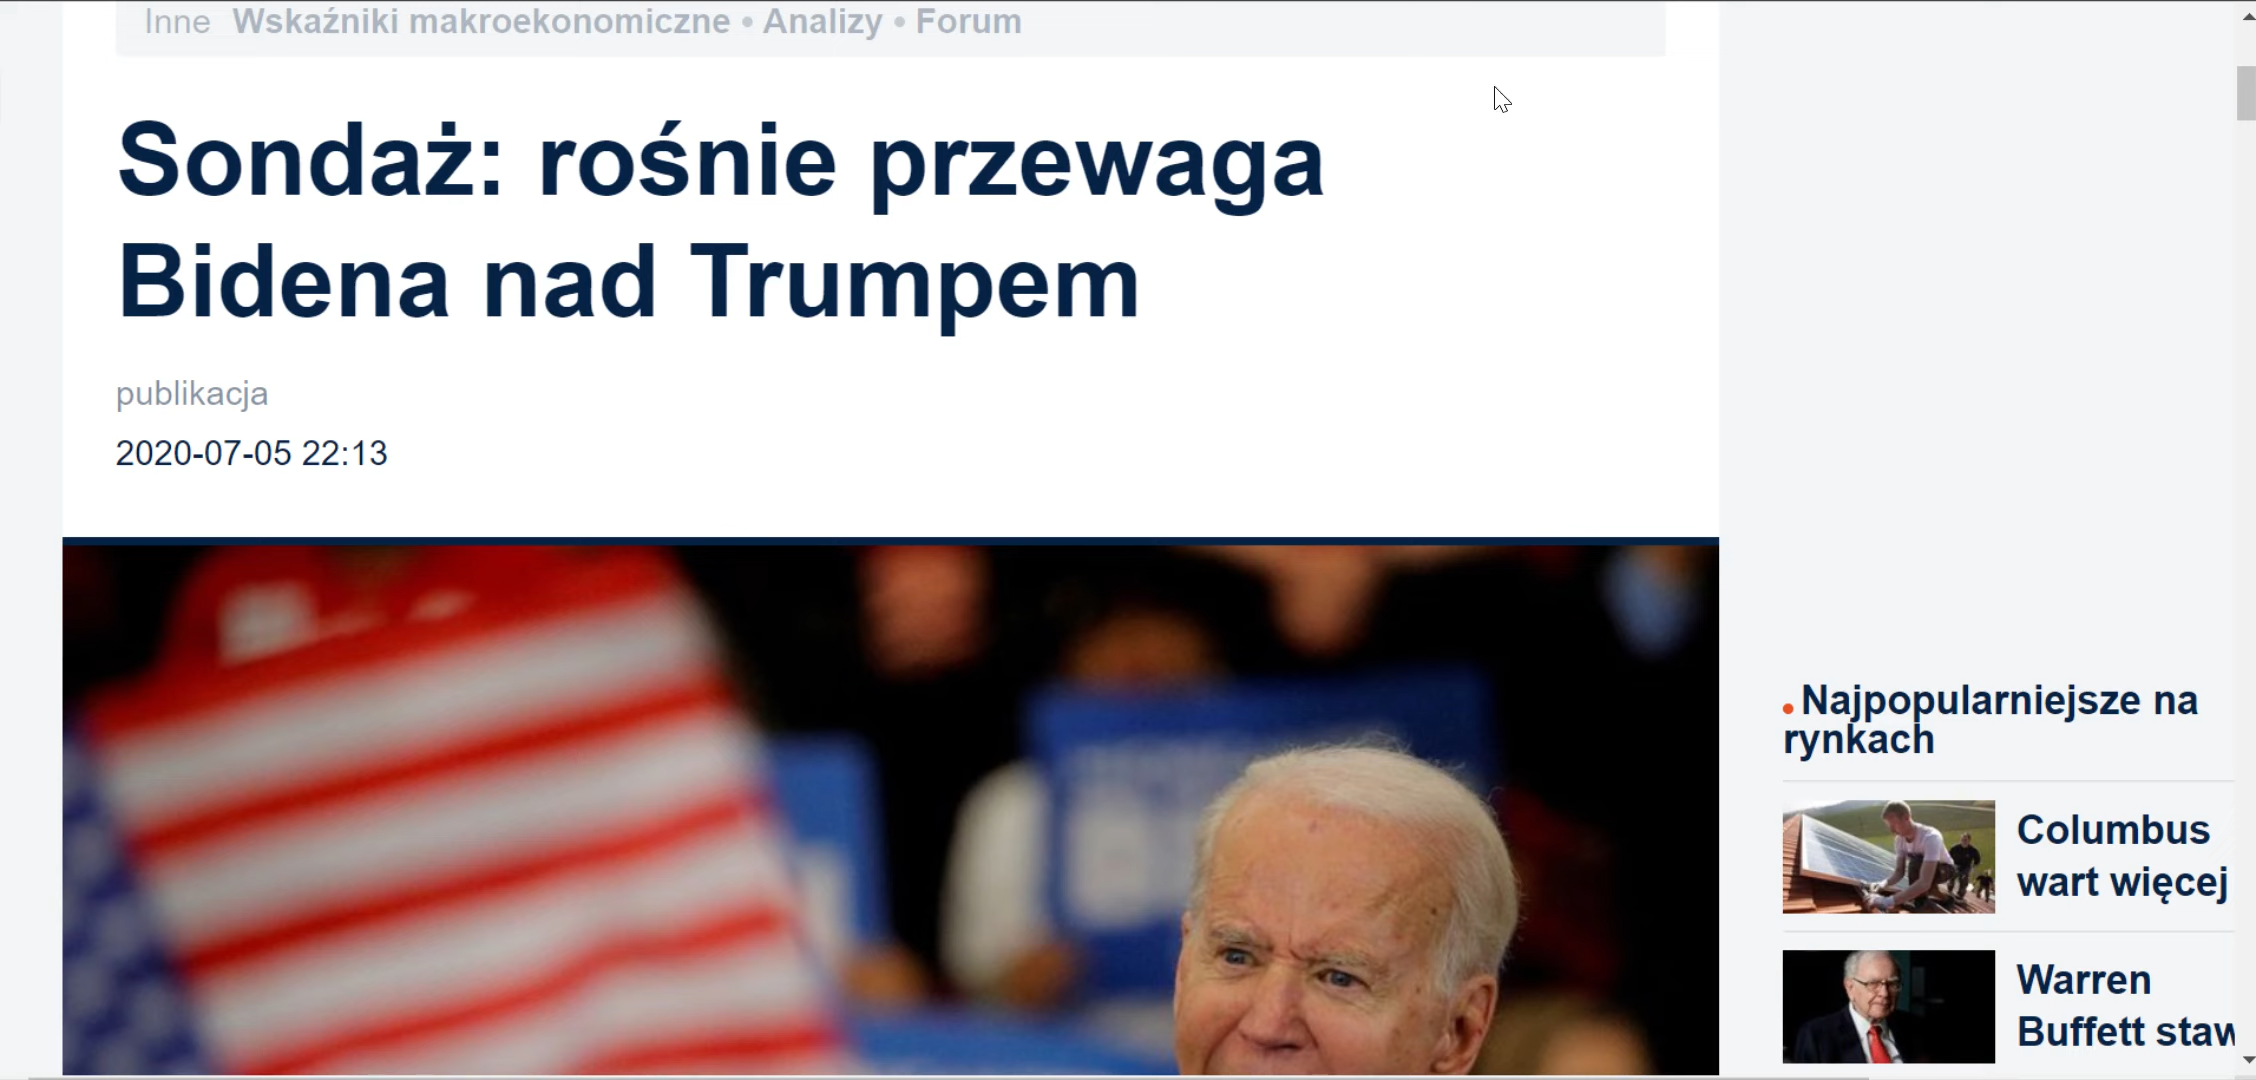 Inne Wskaźniki makroekonomiczne • Analizy • Forum
Sondaż: rośnie przewaga
Bidena nad Trumpem
publikacja
2020-07-05 22:13
Najpopularniejsze na
rynkach
Columbus
wart więcej
Warren
Buffett staw